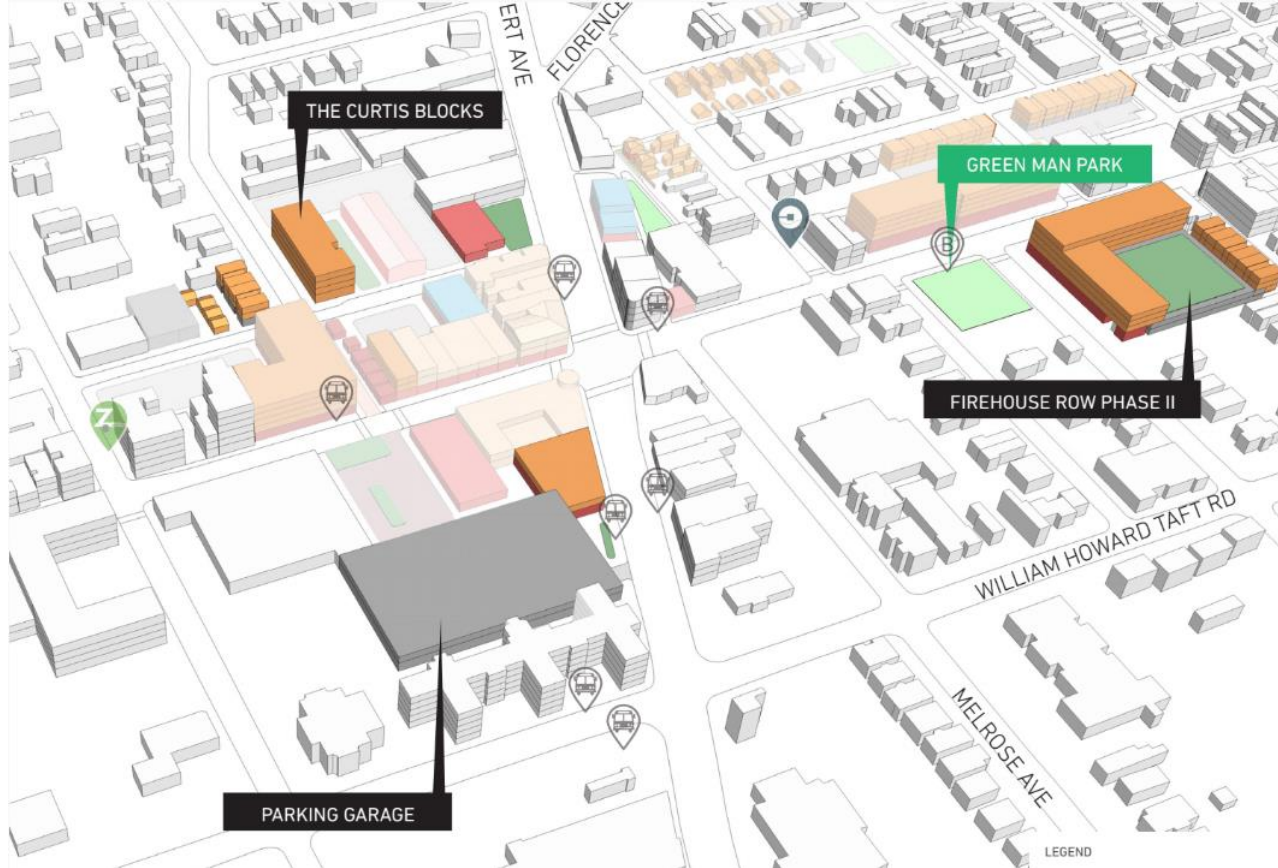 ERT AVE
FLORENCE
THE CURTIS BLOCKS
GREEN MAN PARK
B
FIREHOUSE ROW PHASE II
Z
WILLIAM HOWARD TAFT RD
MELROSE AVE
PARKING GARAGE
LEGEND